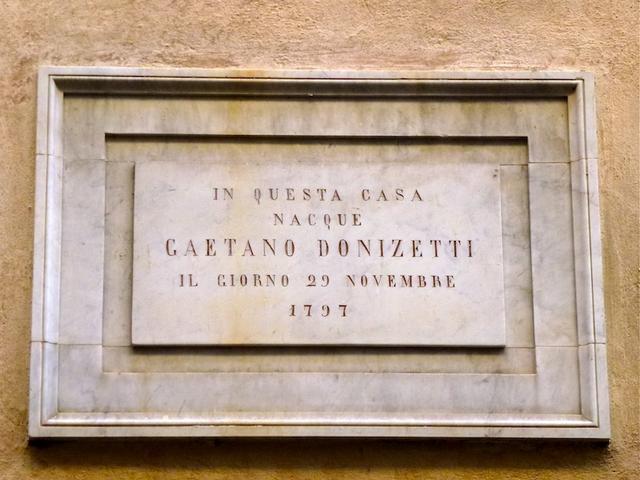 IN QUESTA CASA
NACQUE
GAETANO DONIZETTI
IL GIORNO 29 NOVEMBRE
1797